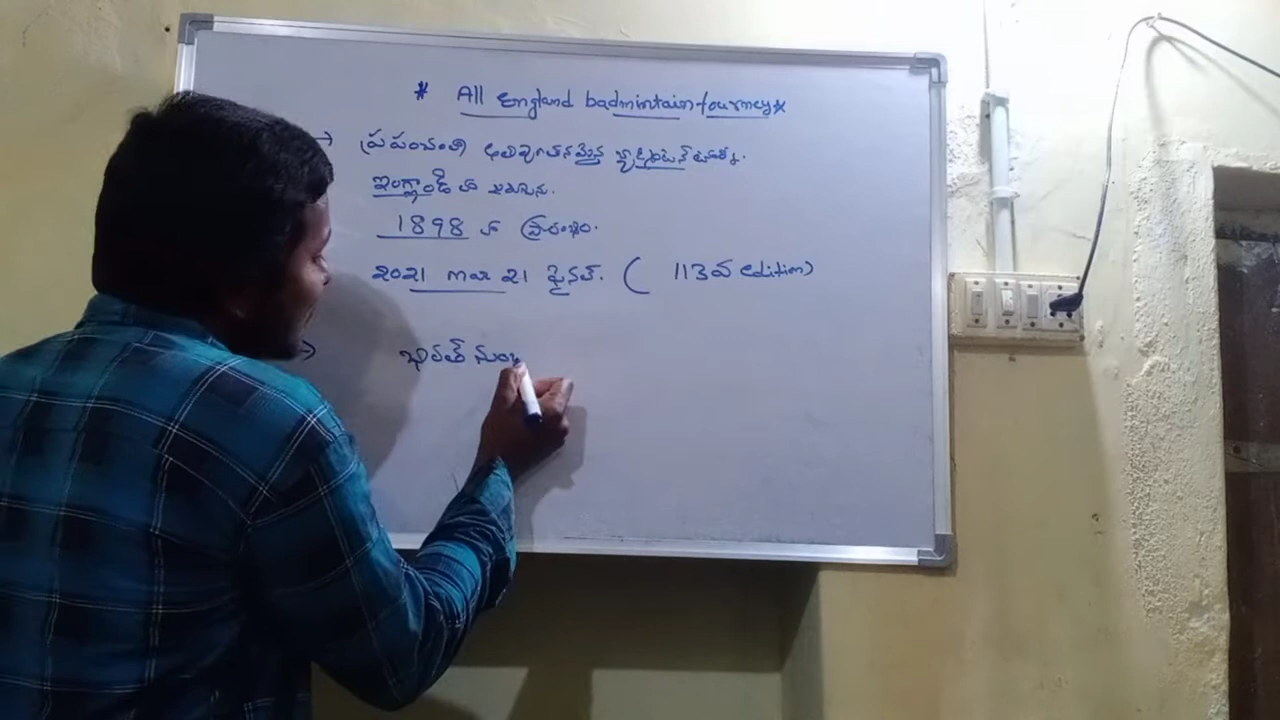 * All England badmintain tourney *
→ ప్రపంచంలో అతి పురాతనమైన బ్యాడ్మింటన్ టోర్నీ.
ఇంగ్లాండ్ లో జరుపును.
1898 లో ప్రారంభం.
2021 mar 21 ఫైనల్. ( 113వ edition)
→ భారత్ నుం